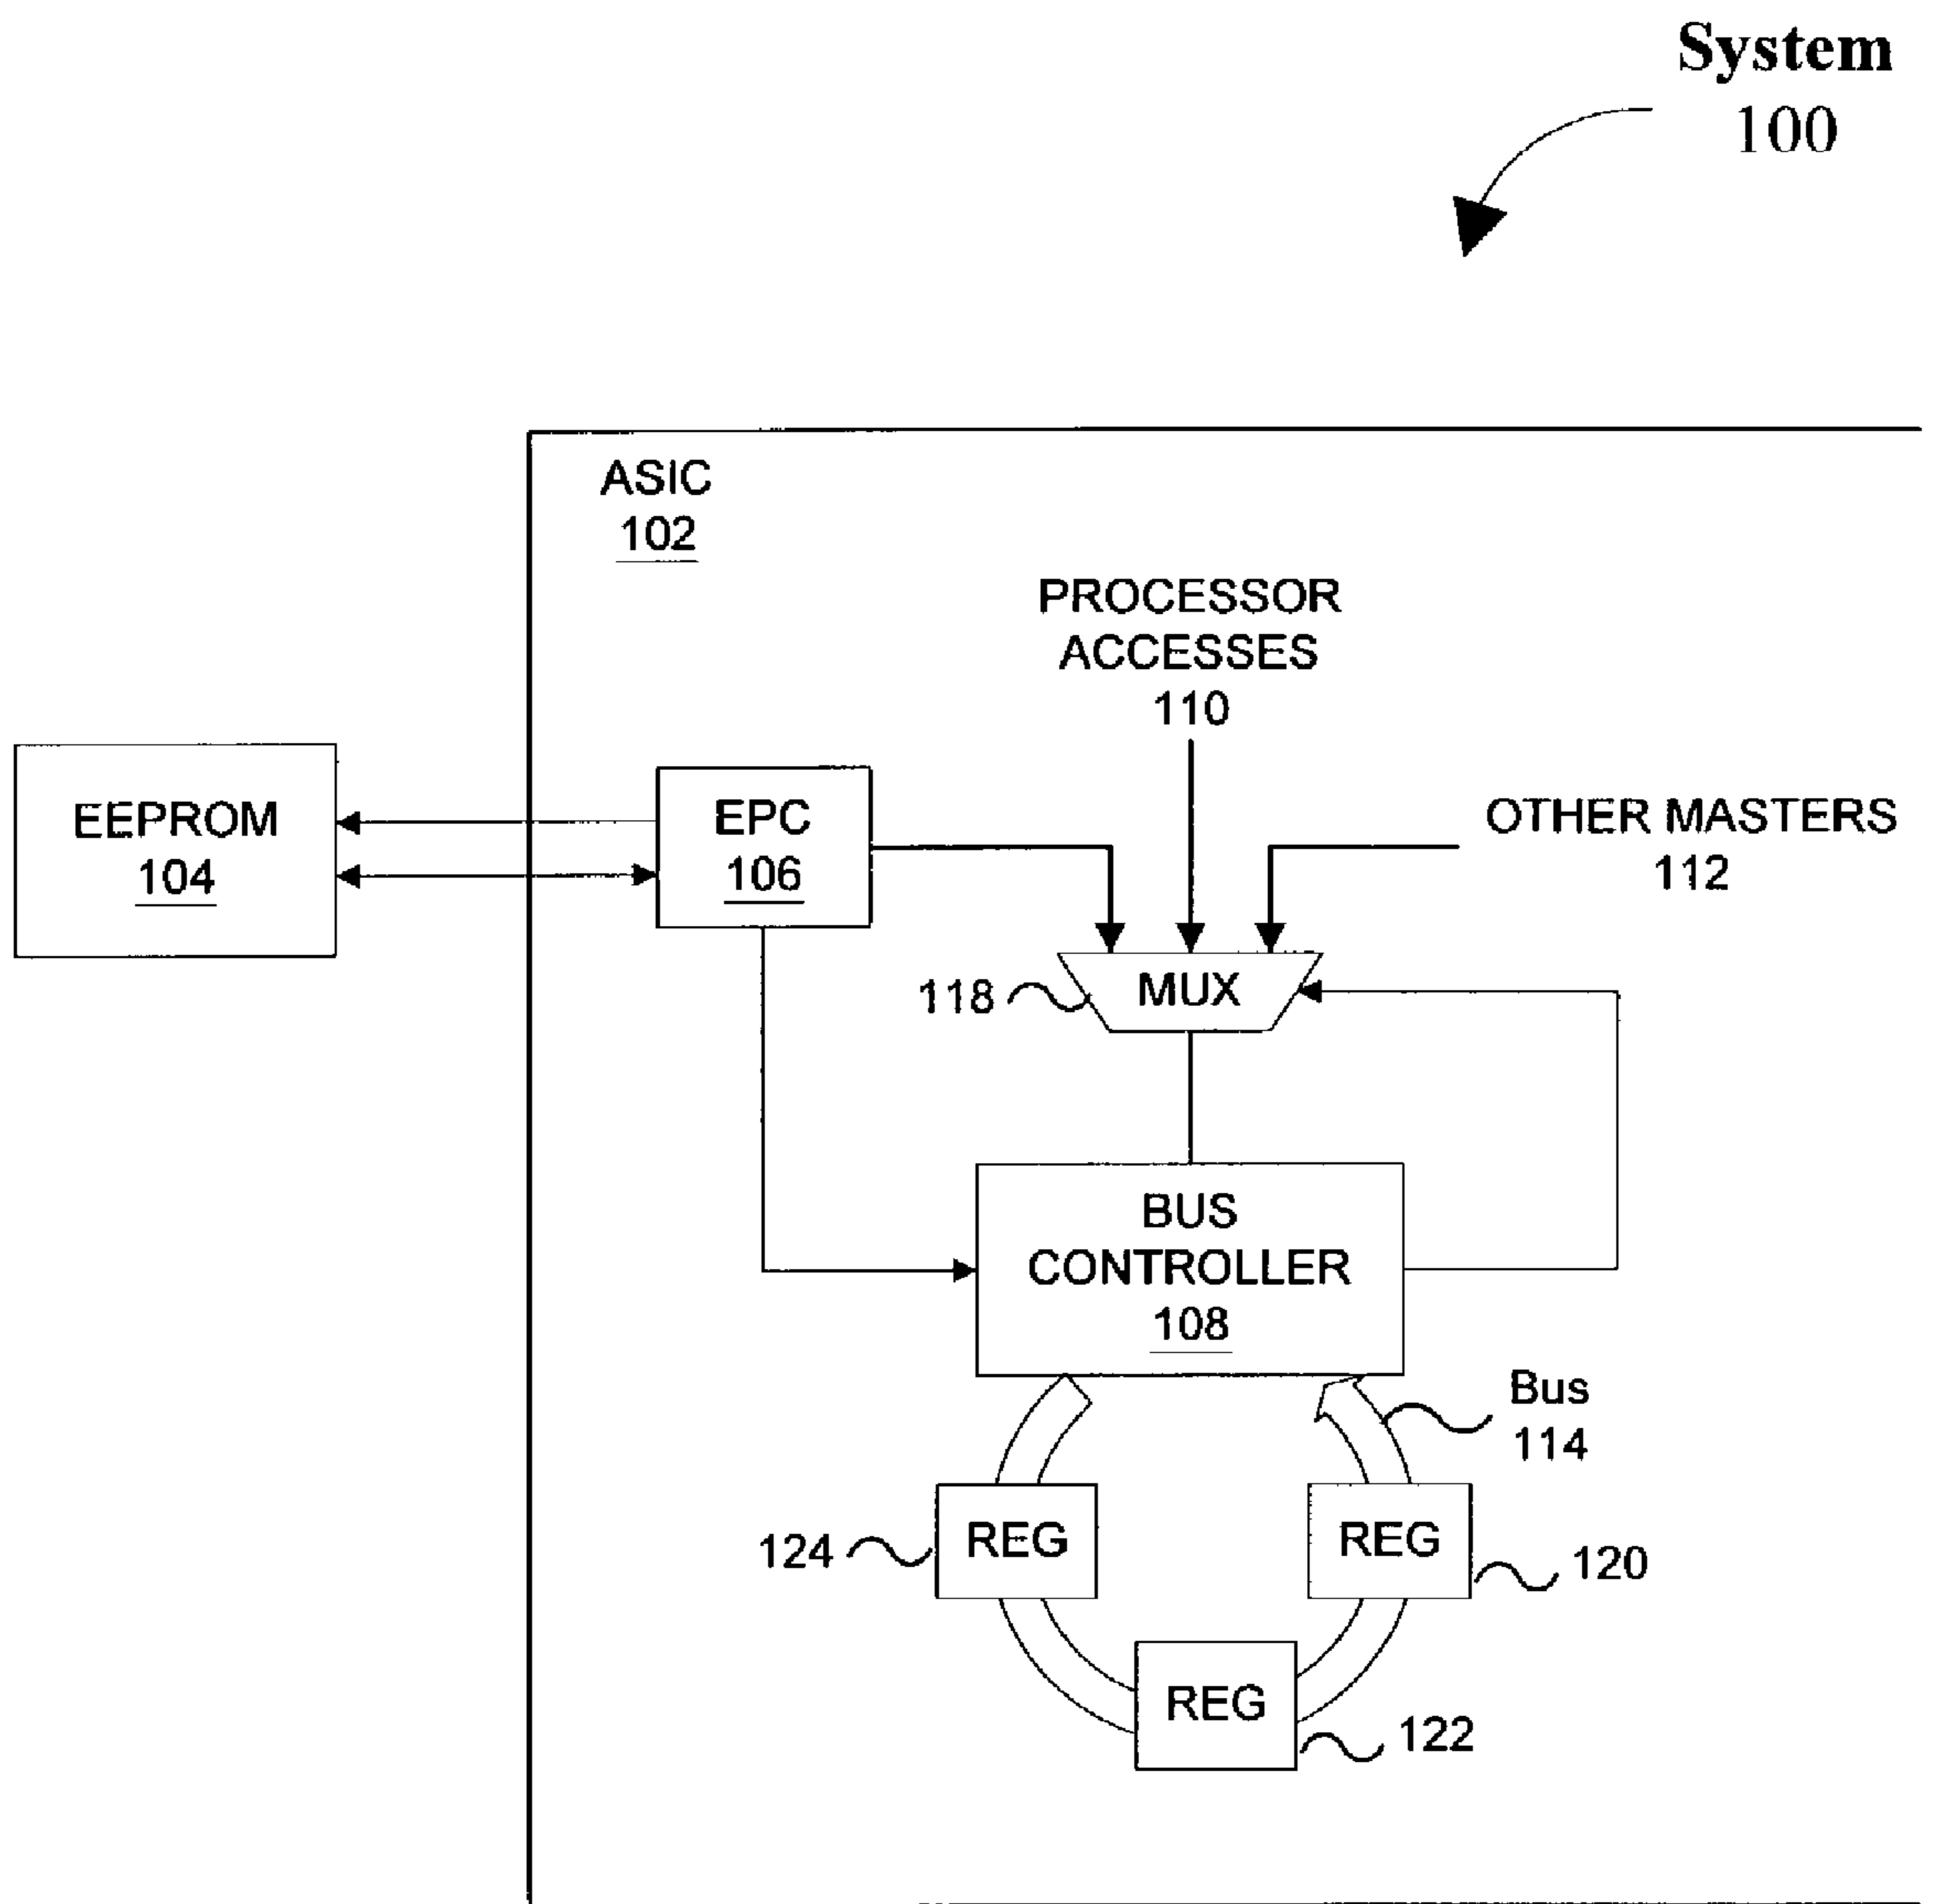 System
100
ASIC
102
PROCESSOR
ACCESSES
110
EEPROM
104
EPC
106
OTHER MASTERS
112
118
MUX
BUS
CONTROLLER
108
Bus
114
124
REG
REG
120
REG
122